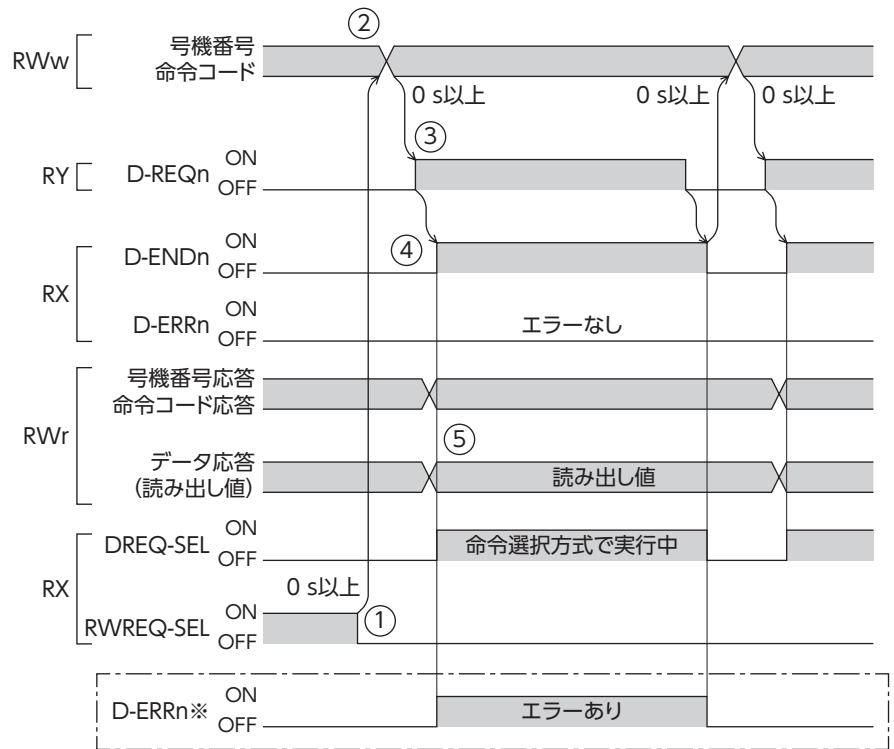 ②
RWw
号機番号
命令コード
0 s以上
0 s以上
0 s以上
③
RY
D-REQn
ON
OFF
④
RX
D-ENDn
ON
OFF
D-ERRn
ON
OFF
エラーなし
RWr
号機番号応答
命令コード応答
⑤
データ応答
(読み出し値)
読み出し値
RX
DREQ-SEL
ON
OFF
命令選択方式で実行中
0 s以上
RWREQ-SEL
ON
OFF
①
D-ERRn※
ON
OFF
エラーあり